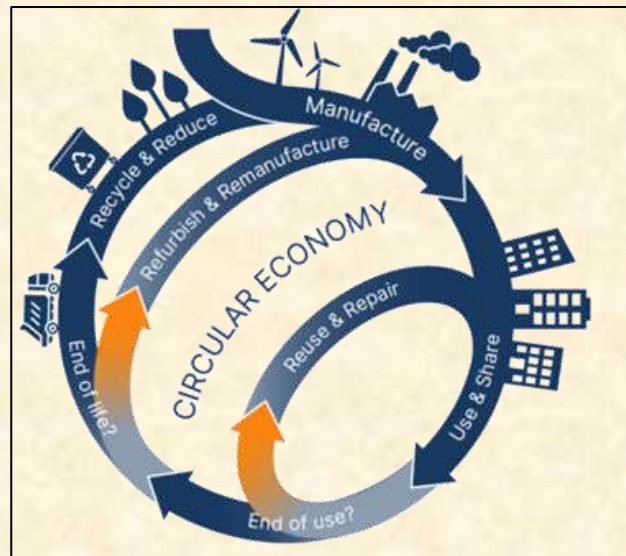 Manufacture
Recycle & Reduce
Refurbish & Remanufacture
CIRCULAR ECONOMY
Reuse & Repair
Use & Share
End of life?
End of use?